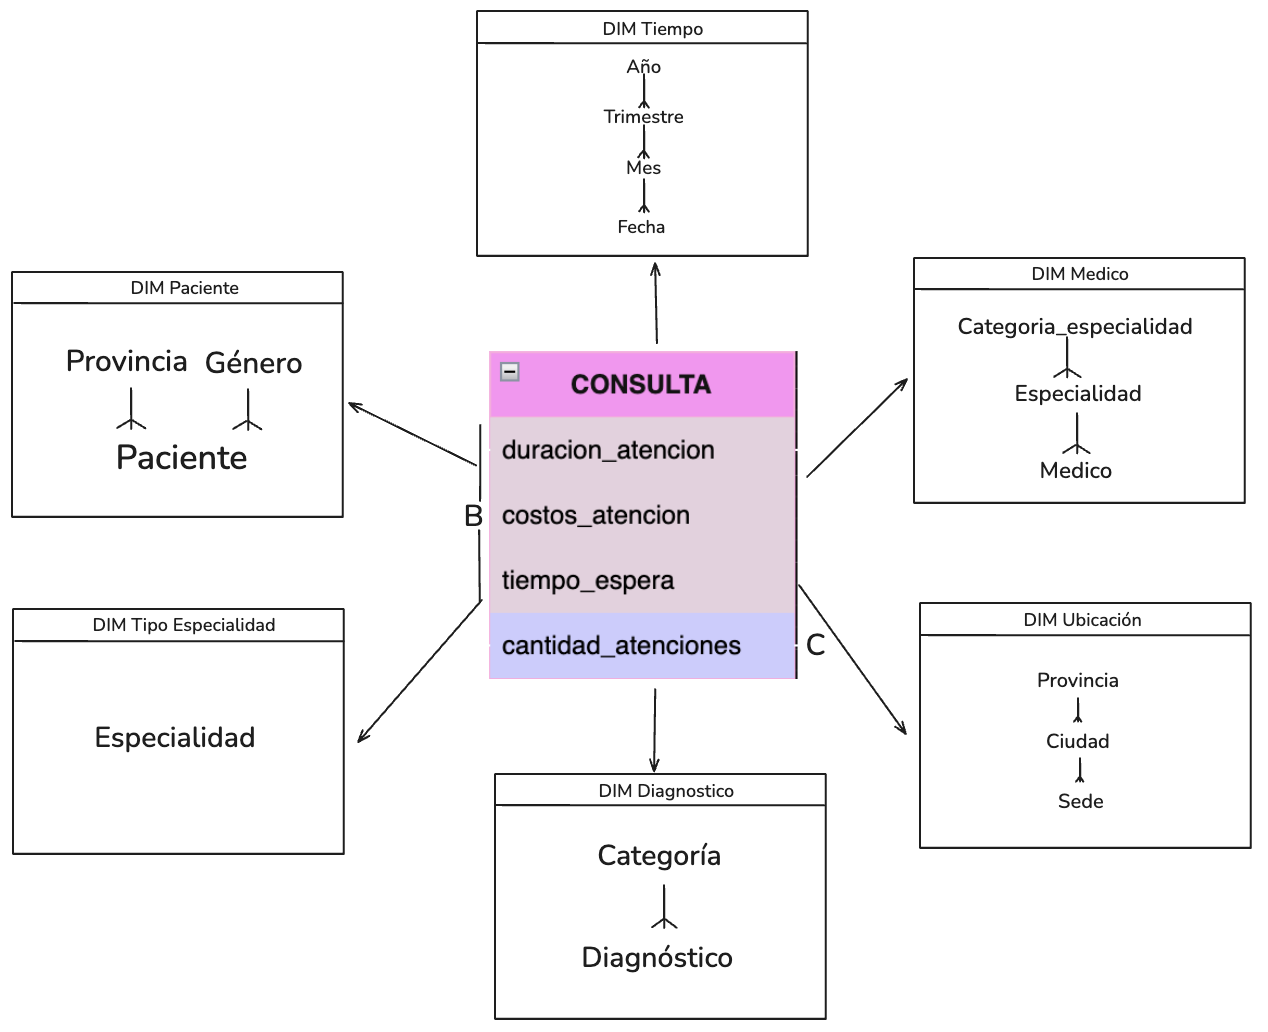 DIM Tiempo
Año
Trimestre
Mes
Fecha
DIM Paciente
Provincia Género
Paciente
DIM Medico
Categoria_especialidad
Especialidad
Medico
CONSULTA
duracion_atencion
B
costos_atencion
tiempo_espera
cantidad_atenciones
C
DIM Tipo Especialidad
Especialidad
DIM Ubicación
Provincia
Ciudad
Sede
DIM Diagnostico
Categoría
Diagnóstico